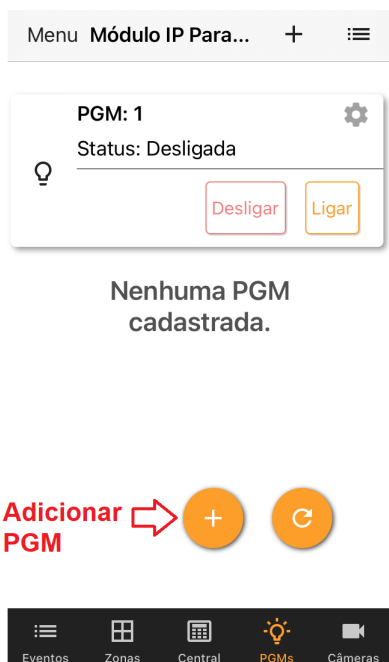 Menu Módulo IP Para...
PGM: 1
Status: Desligada
Desligar Ligar
Nenhuma PGM
cadastrada.
Adicionar
PGM
Eventos Zonas Central PGMs Câmeras